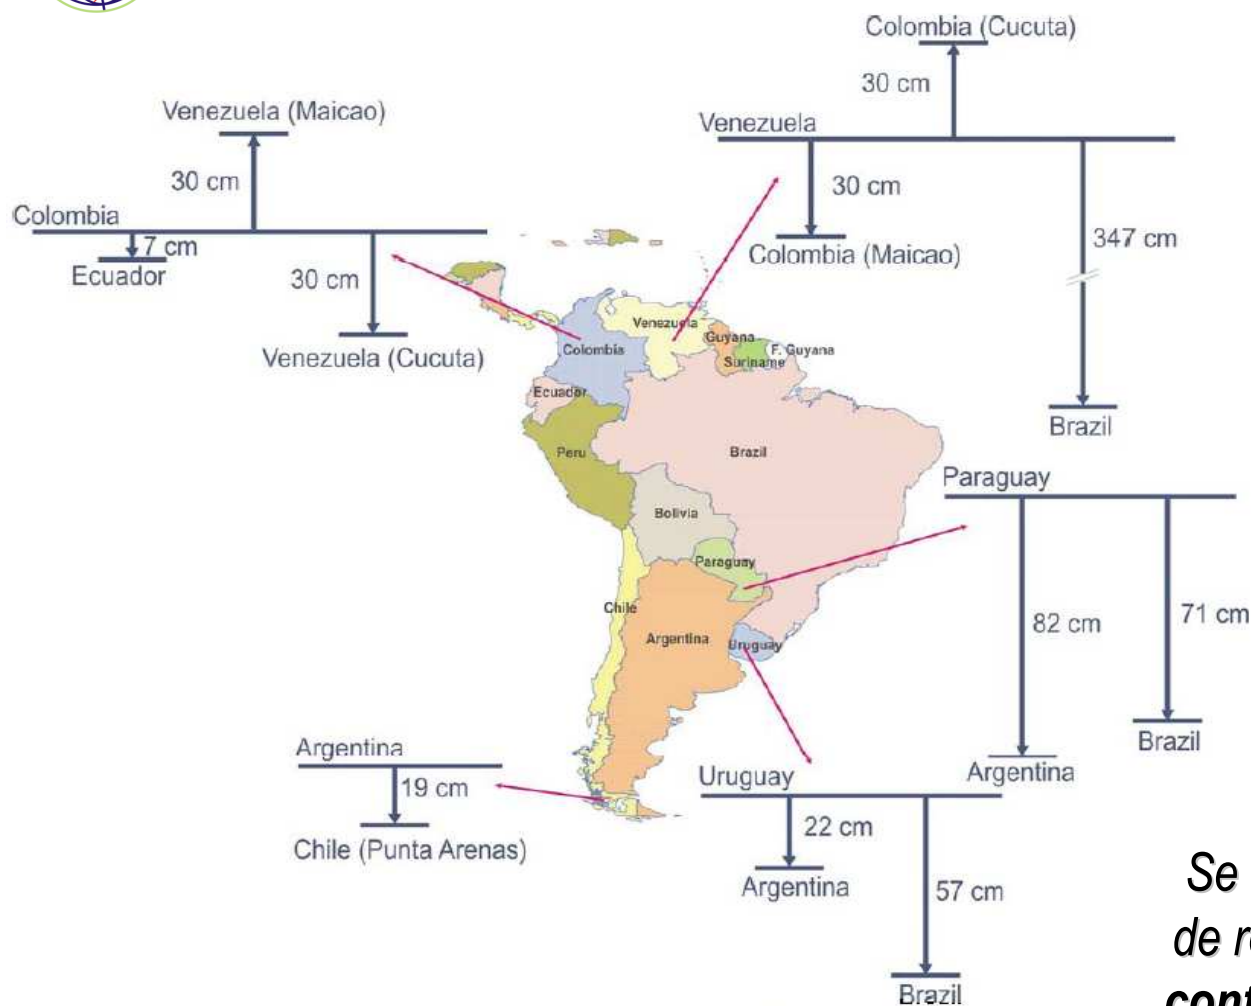 Colombia (Cucuta)
30 cm
Venezuela
30 cm
Colombia (Maicao)
347 cm
Brazil
Venezuela (Maicao)
30 cm
Colombia
7 cm
Ecuador
30 cm
Venezuela (Cucuta)
Venezuela
Guyana
F. Guyana
Suriname
Colombia
Ecuador
Peru
Brazil
Bolivia
Paraguay
Chile
Argentina
Uruguay
Paraguay
82 cm
71 cm
Brazil
Argentina
Argentina
19 cm
Chile (Punta Arenas)
Uruguay
22 cm
Argentina
57 cm
Brazil
Se
de